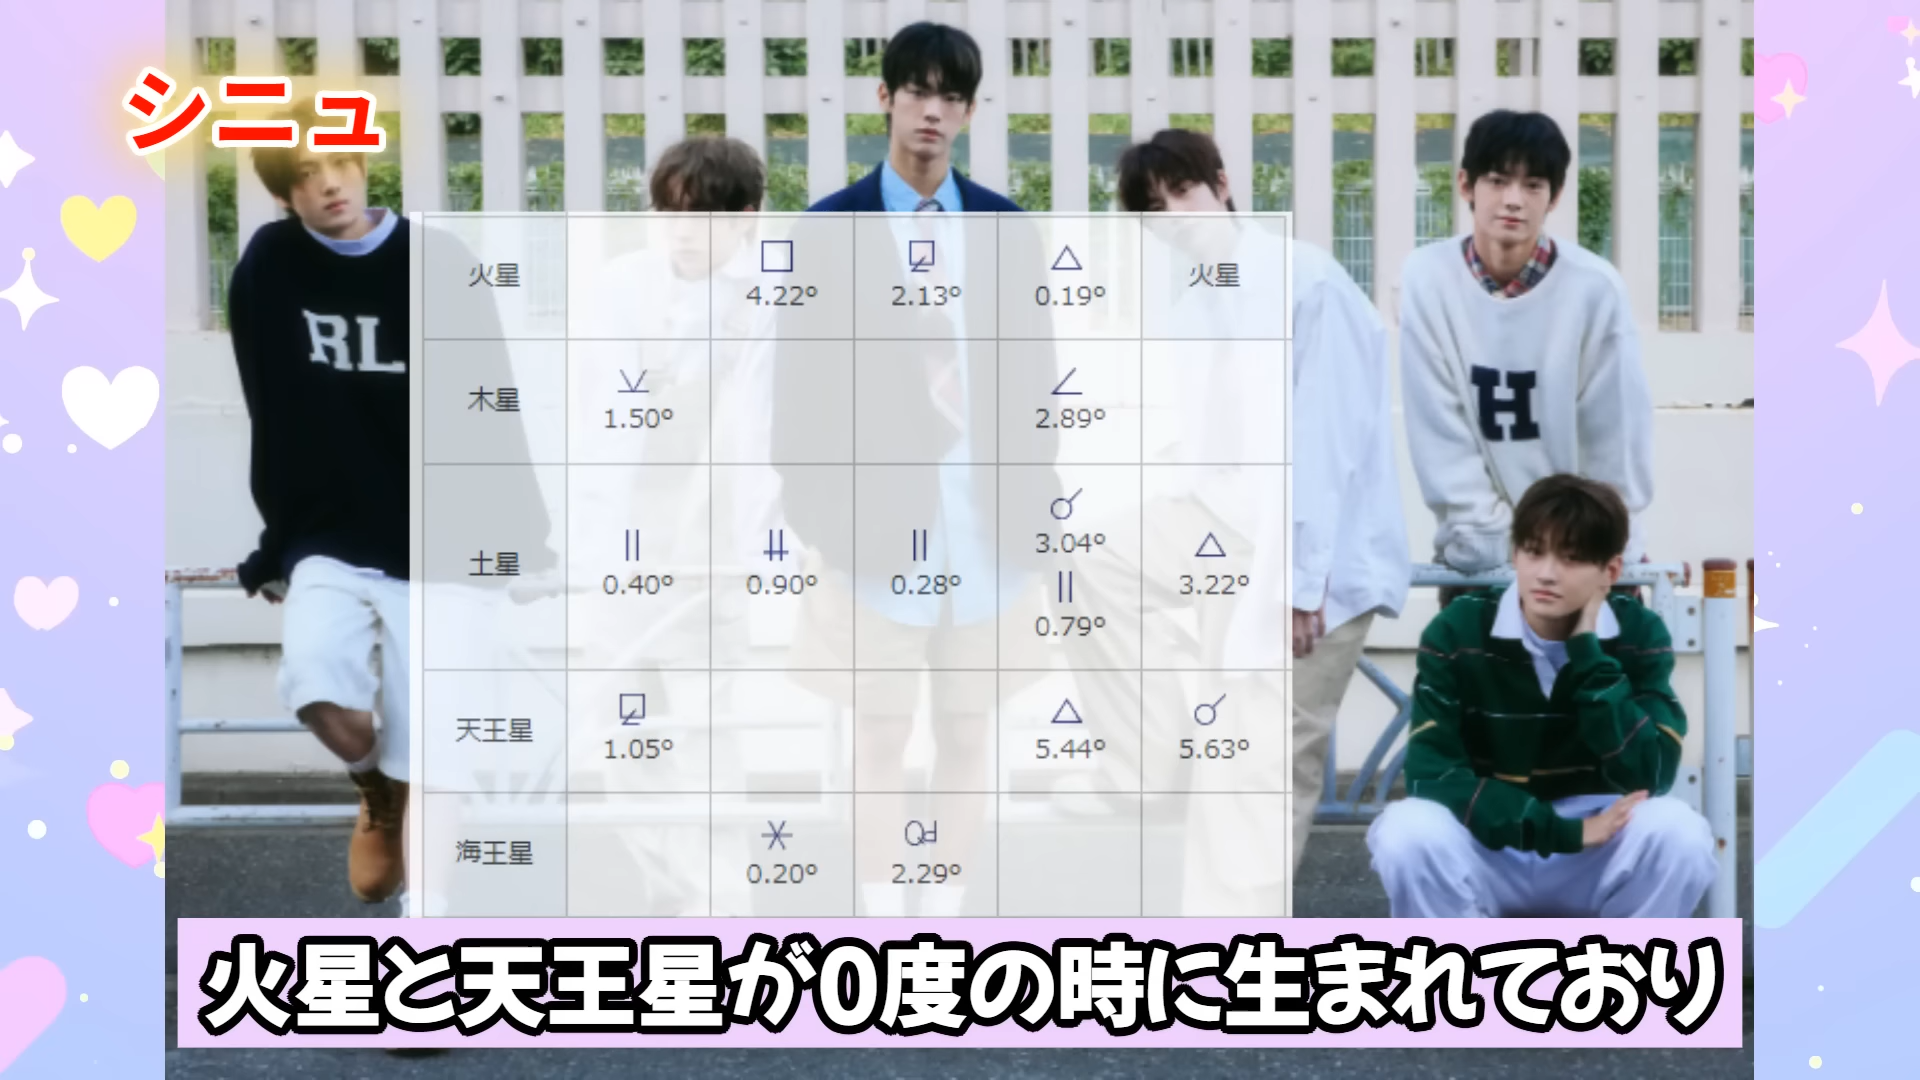 シニュ
RL
H
火星 □ 4.22° 2.13° △ 0.19° 火星
木星 1.50° ∠ 2.89°
土星 || 0.40° 0.90° || 0.28° ☌ 3.04° || 0.79° △ 3.22°
天王星 1.05° △ 5.44° ☌ 5.63°
海王星 0.20° Qd 2.29°
火星と天王星が0度の時に生まれており